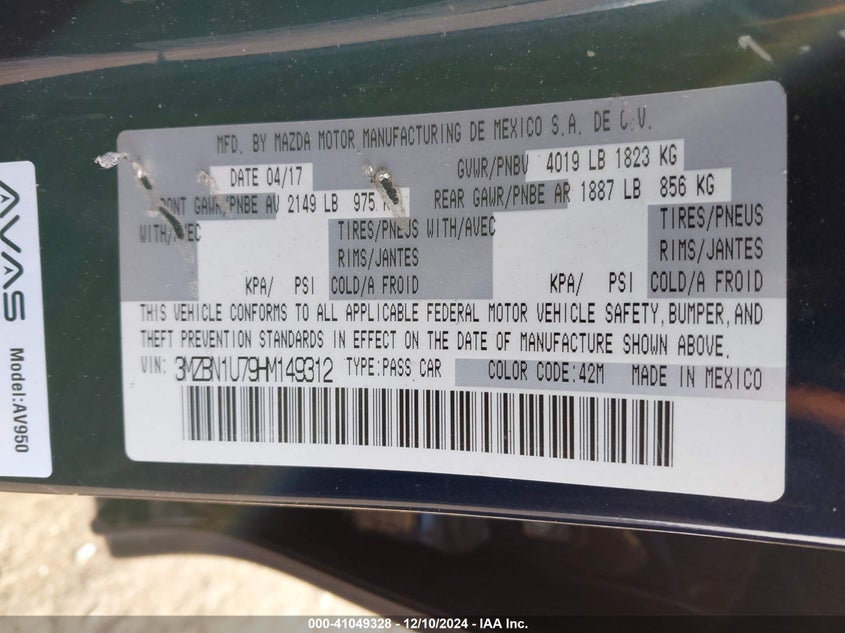 MFD. BY MAZDA MOTOR MANUFACTURING DE MEXICO S.A. DE C.V.
DATE 04/17 GVWR/PNBV 4019 LB 1823 KG
GAWR/PNBE AV 2149 LB 975 REAR GAWR/PNBE AR 1887 LB 856 KG
WITH/AVEC TIRES/PNEUS WITH/AVEC TIRES/PNEUS
RIMS/JANTES RIMS/JANTES
KPA/ PSI COLD/A FROID KPA/ PSI COLD/A FROID
THIS VEHICLE CONFORMS TO ALL APPLICABLE FEDERAL MOTOR VEHICLE SAFETY, BUMPER, AND
THEFT PREVENTION STANDARDS IN EFFECT ON THE DATE OF MANUFACTURE SHOWN ABOVE.
VIN: 3MZBN1U79HM149312 TYPE: PASS CAR COLOR CODE: 42M MADE IN MEXICO
AVAS
Model: AV950
000-41049328 - 12/10/2024 - IAA Inc.